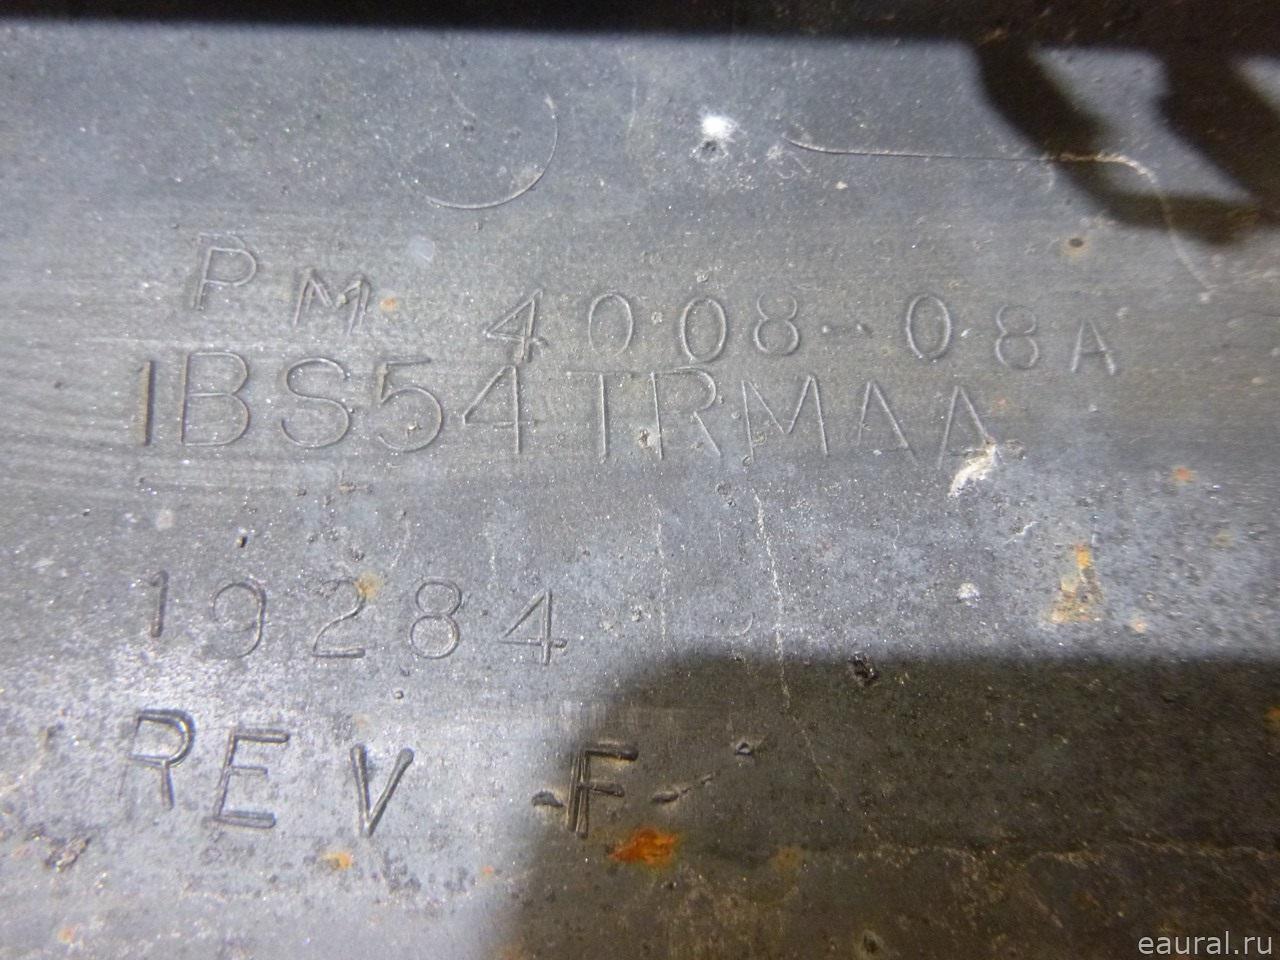 PM 4008-08A
1BS54TRMAA
19284
REV F
eaural.ru